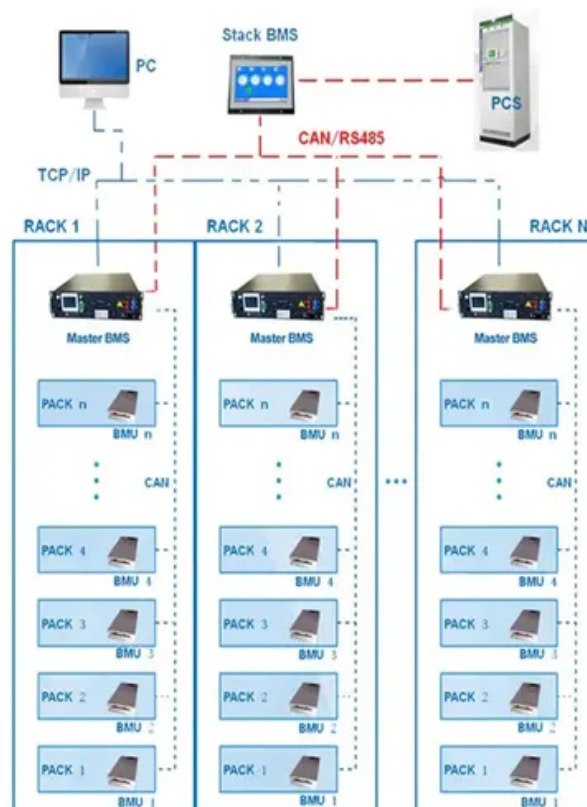 PC
Stack BMS
PCS
CAN/RS485
TCP/IP
RACK 1
RACK 2
RACK N
Master BMS
Master BMS
Master BMS
PACK n
BMU n
PACK n
BMU n
PACK n
BMU n
CAN
CAN
CAN
PACK 4
BMU 4
PACK 4
BMU 4
PACK 4
BMU 4
PACK 3
BMU 3
PACK 3
BMU 3
PACK 3
BMU 3
PACK 2
BMU 2
PACK 2
BMU 2
PACK 2
BMU 2
PACK 1
BMU 1
PACK 1
BMU 1
PACK 1
BMU 1